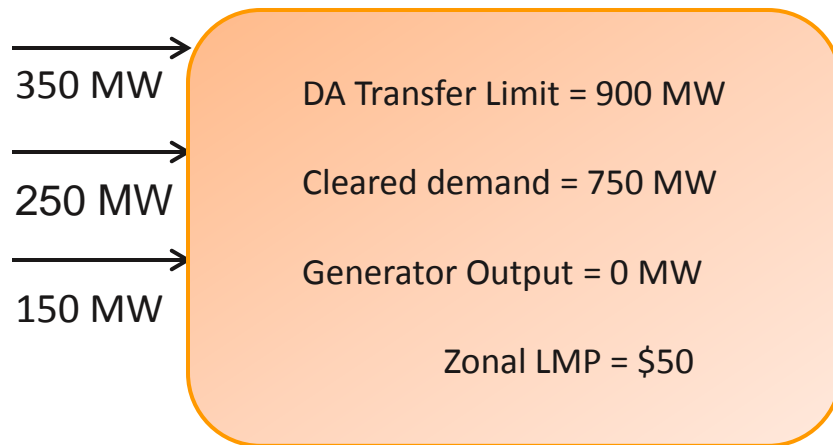 350 MW
250 MW
150 MW
DA Transfer Limit = 900 MW
Cleared demand = 750 MW
Generator Output = 0 MW
Zonal LMP = $50